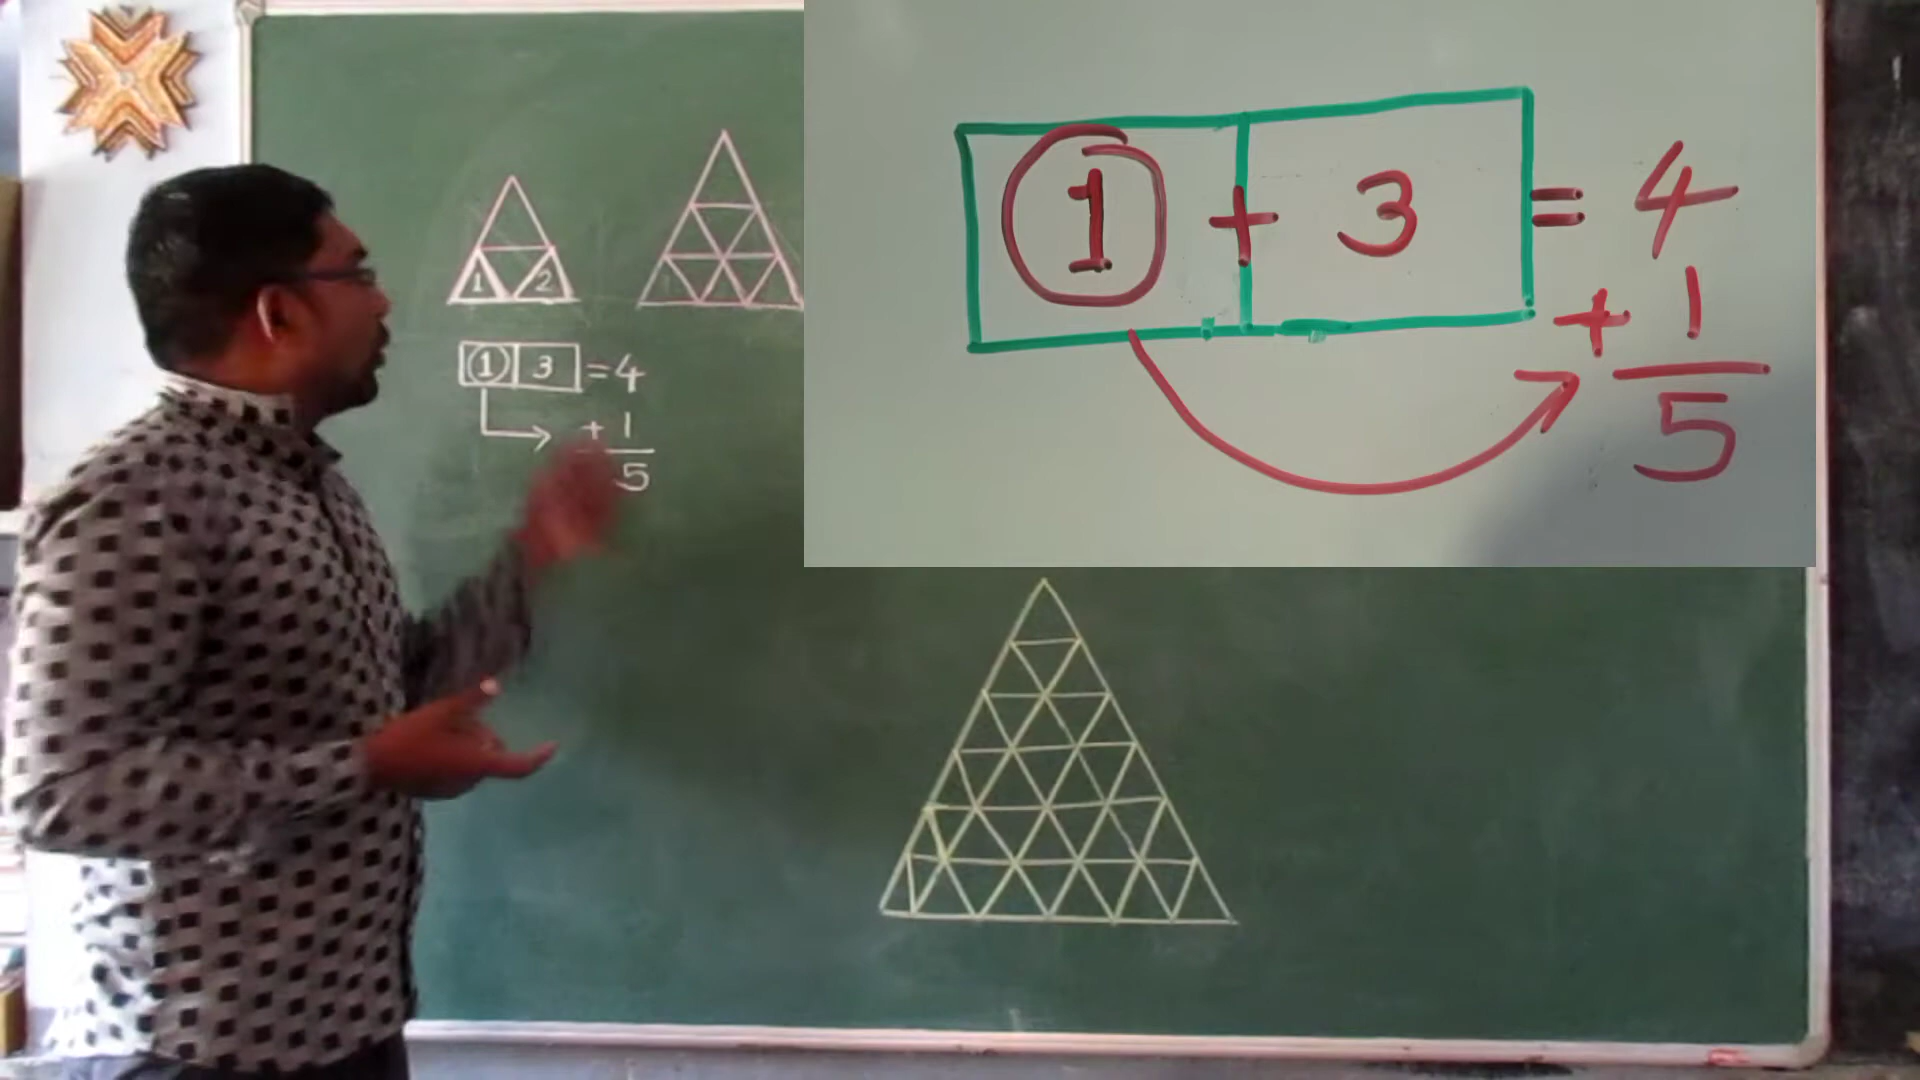 1 2
1 3 = 4
+ 1
5
1 + 3 = 4
+ 1
5